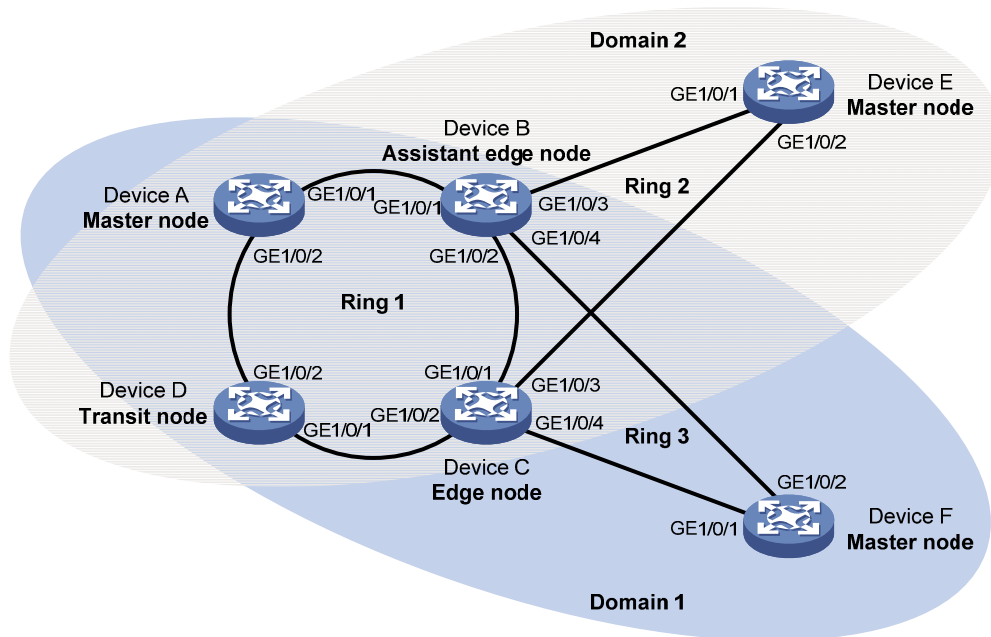 Domain 2
Device E
Master node
GE1/0/1
GE1/0/2
Device B
Assistant edge node
Ring 2
Device A
Master node
GE1/0/1
GE1/0/1
GE1/0/3
GE1/0/4
GE1/0/2
GE1/0/2
Ring 1
Device D
Transit node
GE1/0/2
GE1/0/1
GE1/0/1
GE1/0/2
GE1/0/3
GE1/0/4
Device C
Edge node
Ring 3
GE1/0/2
GE1/0/1
Device F
Master node
Domain 1